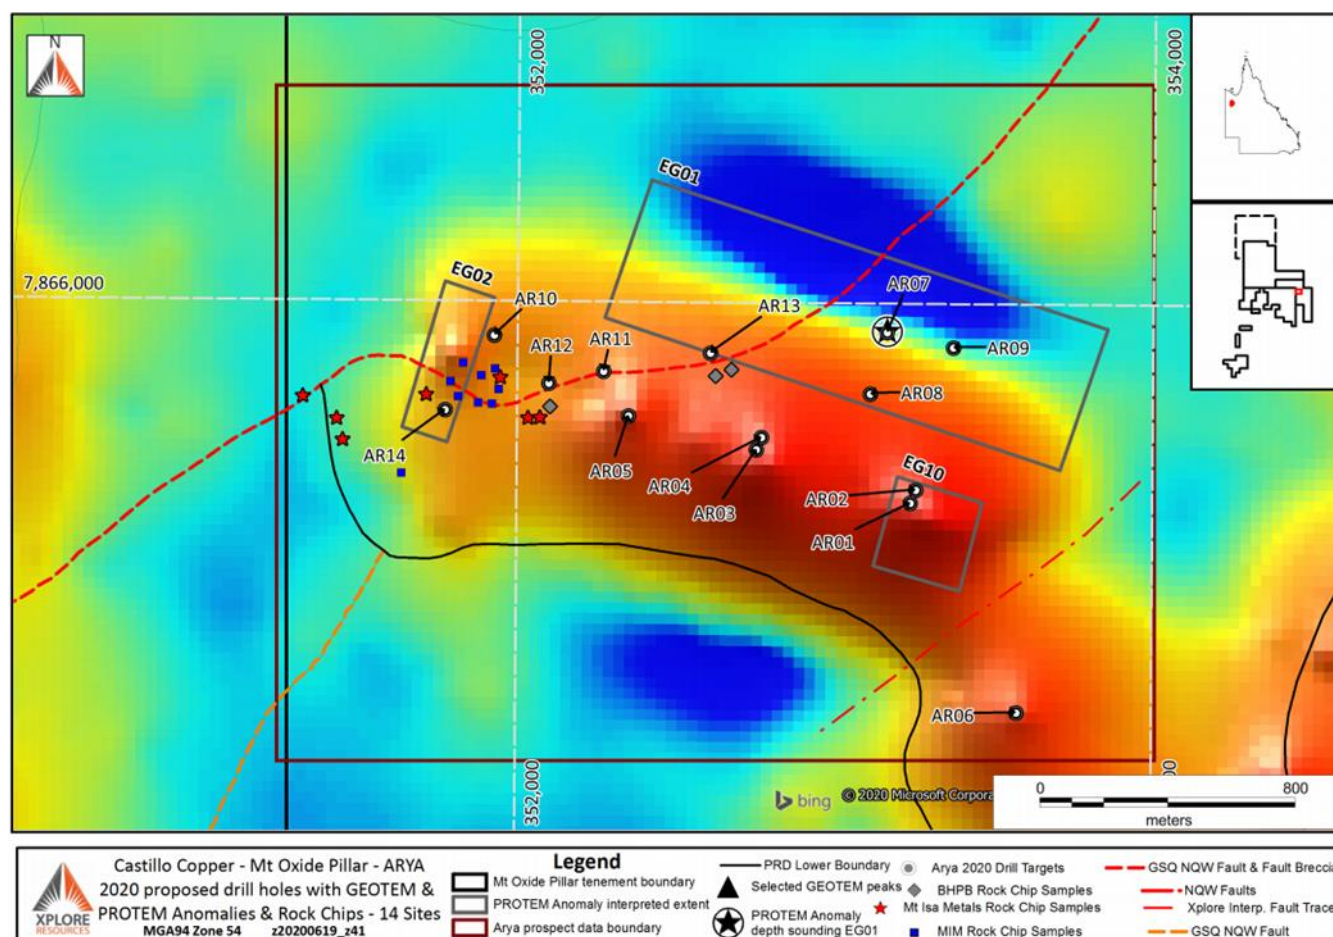 N
352,000
354,000
EG01
7,866,000
EG02
AR10
AR07
AR13
AR11
AR12
AR09
AR08
AR14
AR05
AR04
AR03
EG10
AR02
AR01
AR06
352,000
bing © 2020 Microsoft Corpora
0 800
meters
Castillo Copper - Mt Oxide Pillar - ARYA
2020 proposed drill holes with GEOTEM &
PROTEM Anomalies & Rock Chips - 14 Sites
MGA94 Zone 54 z20200619_z41
XPLORE
RESOURCES
Legend
Mt Oxide Pillar tenement boundary
PROTEM Anomaly interpreted extent
Arya prospect data boundary
PRD Lower Boundary
Selected GEOTEM peaks
PROTEM Anomaly
depth sounding EG01
Arya 2020 Drill Targets
BHPB Rock Chip Samples
Mt Isa Metals Rock Chip Samples
MIM Rock Chip Samples
GSQ NQW Fault & Fault Breccia
NQW Faults
Xplore Interp. Fault Trace
GSQ NQW Fault